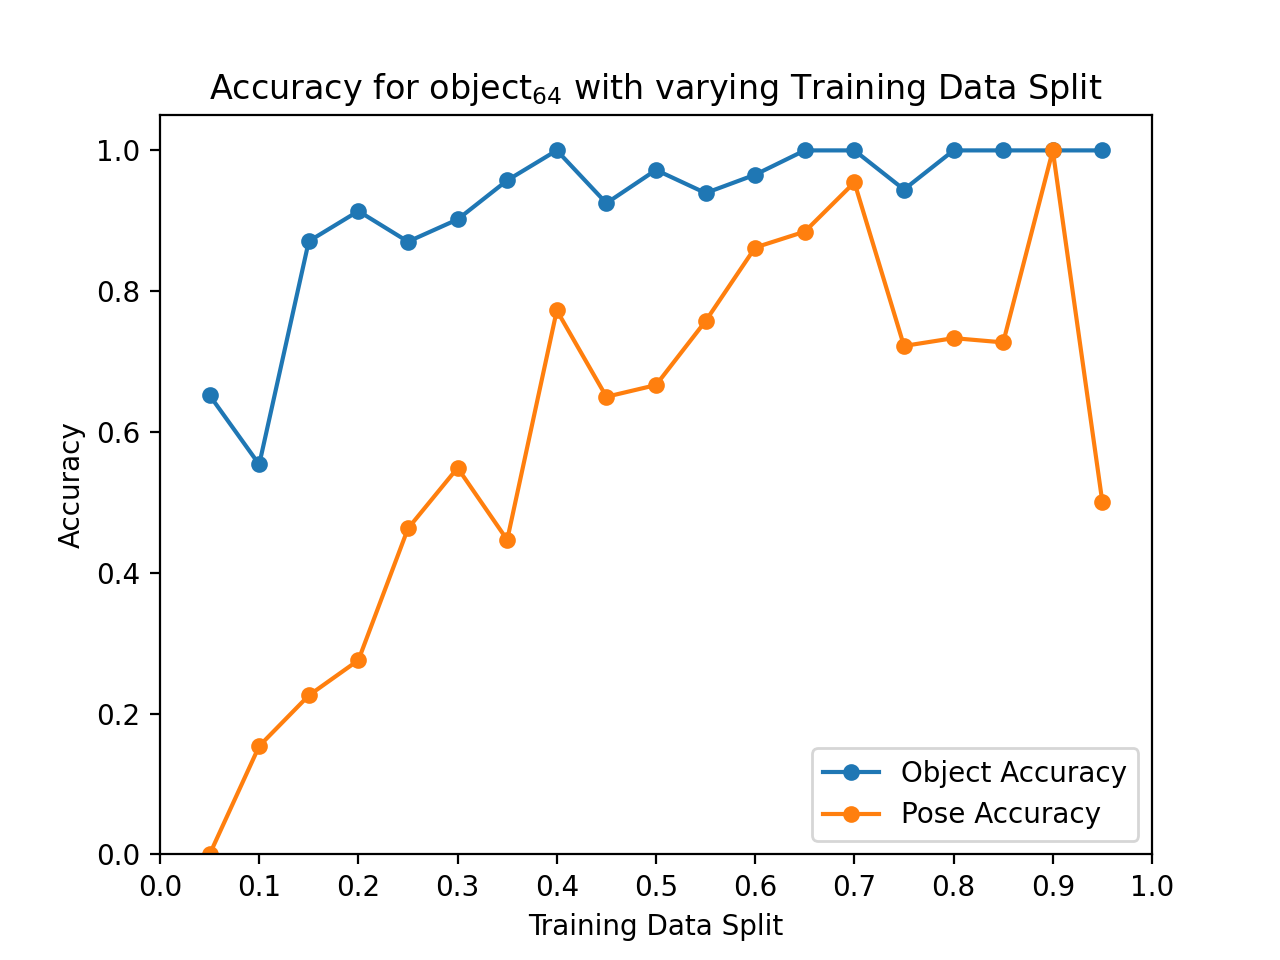 Accuracy for object₆₄ with varying Training Data Split
1.0
0.8
0.6
0.4
0.2
0.0
Accuracy
Object Accuracy
Pose Accuracy
0.0 0.1 0.2 0.3 0.4 0.5 0.6 0.7 0.8 0.9 1.0
Training Data Split